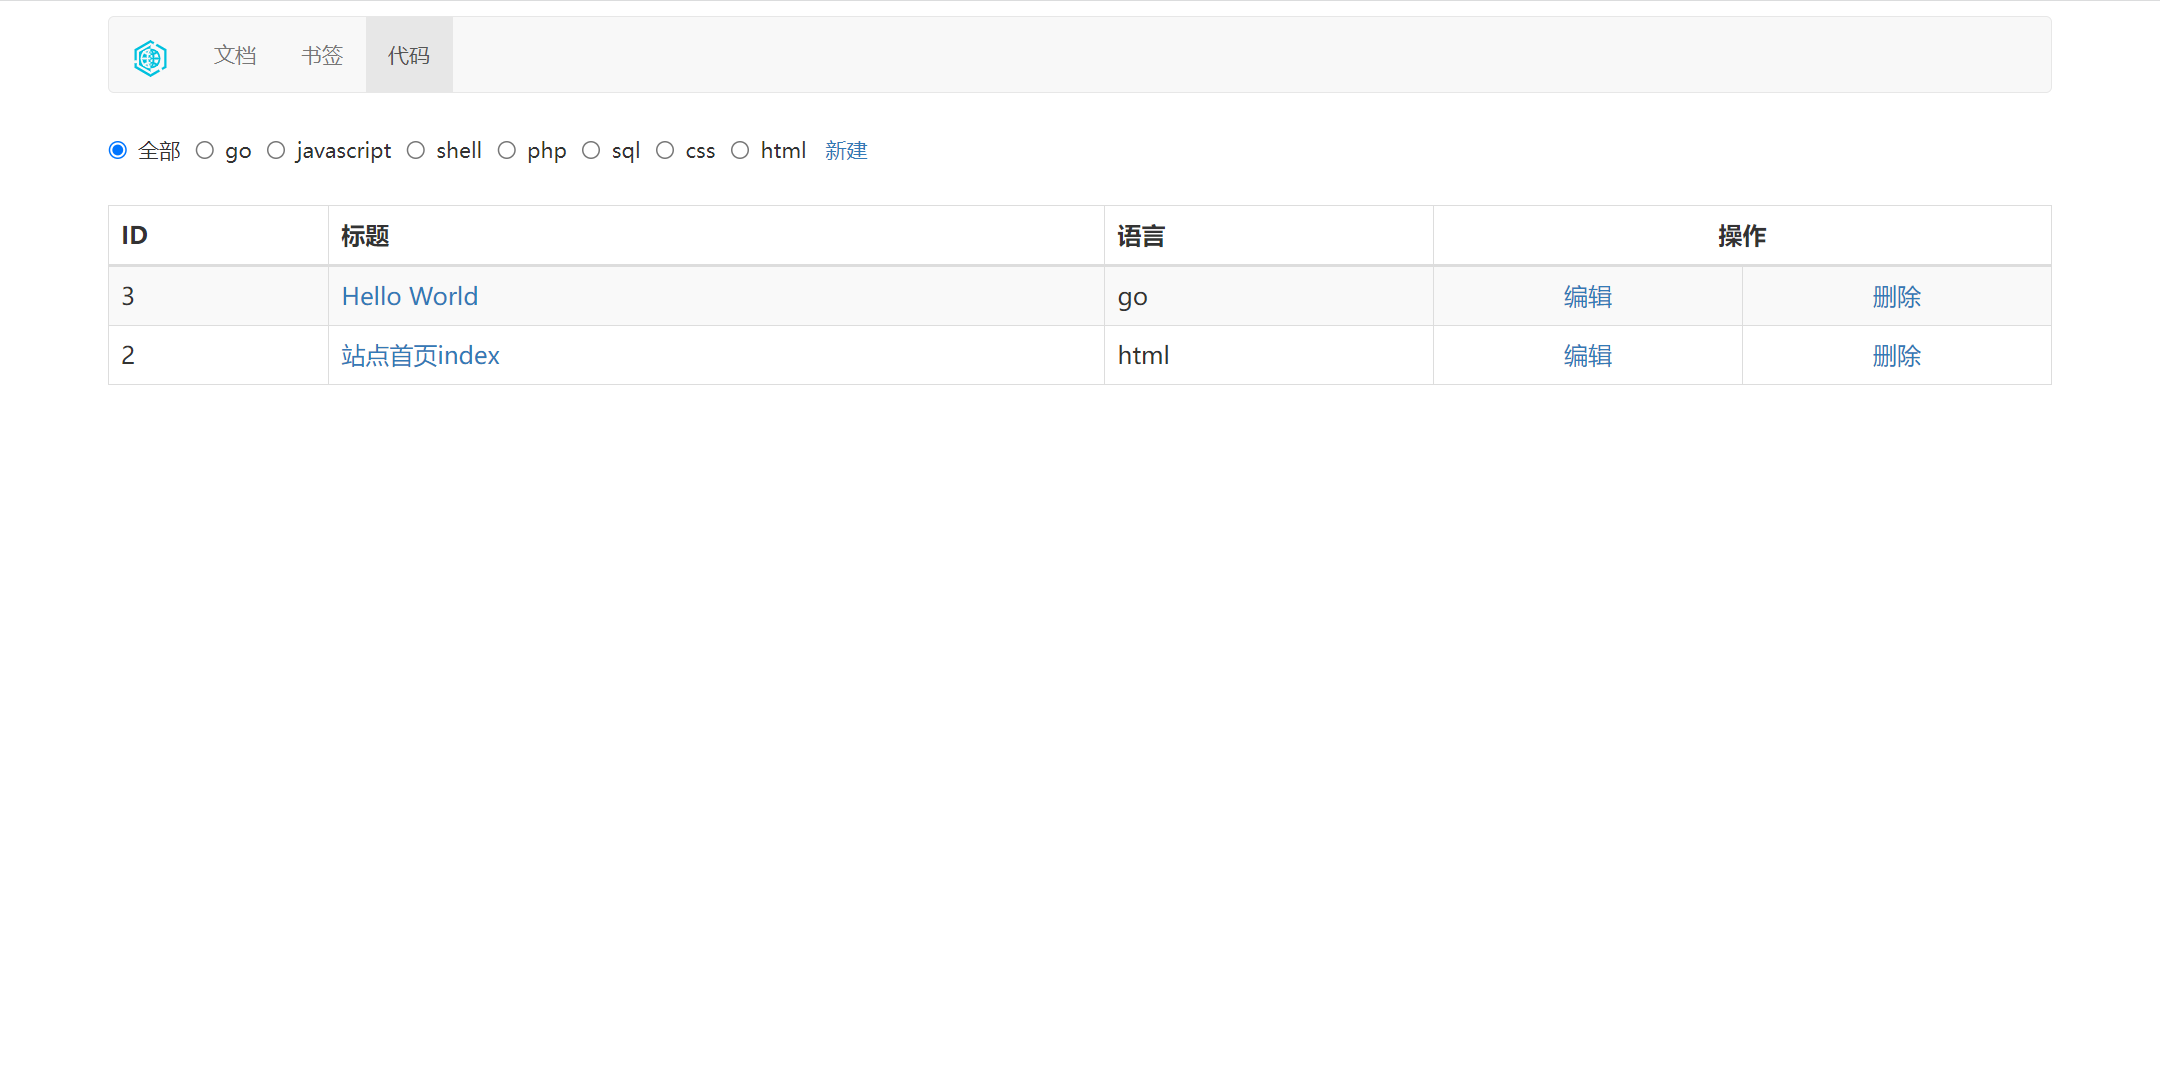 文档 书签 代码
全部 go javascript shell php sql css html 新建
ID 标题 语言 操作
3 Hello World go 编辑 删除
2 站点首页index html 编辑 删除